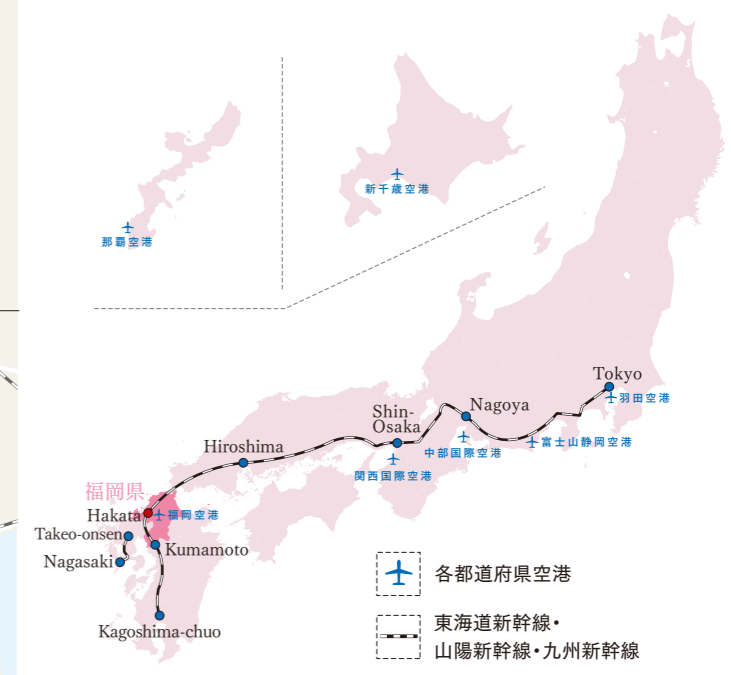 新千歳空港
那覇空港
Tokyo
羽田空港
Nagoya
Shin-
Osaka
富士山静岡空港
中部国際空港
Hiroshima
関西国際空港
福岡県
Hakata
福岡空港
Takeo-onsen
Kumamoto
Nagasaki
Kagoshima-chuo
各都道府県空港
東海道新幹線・
山陽新幹線・九州新幹線